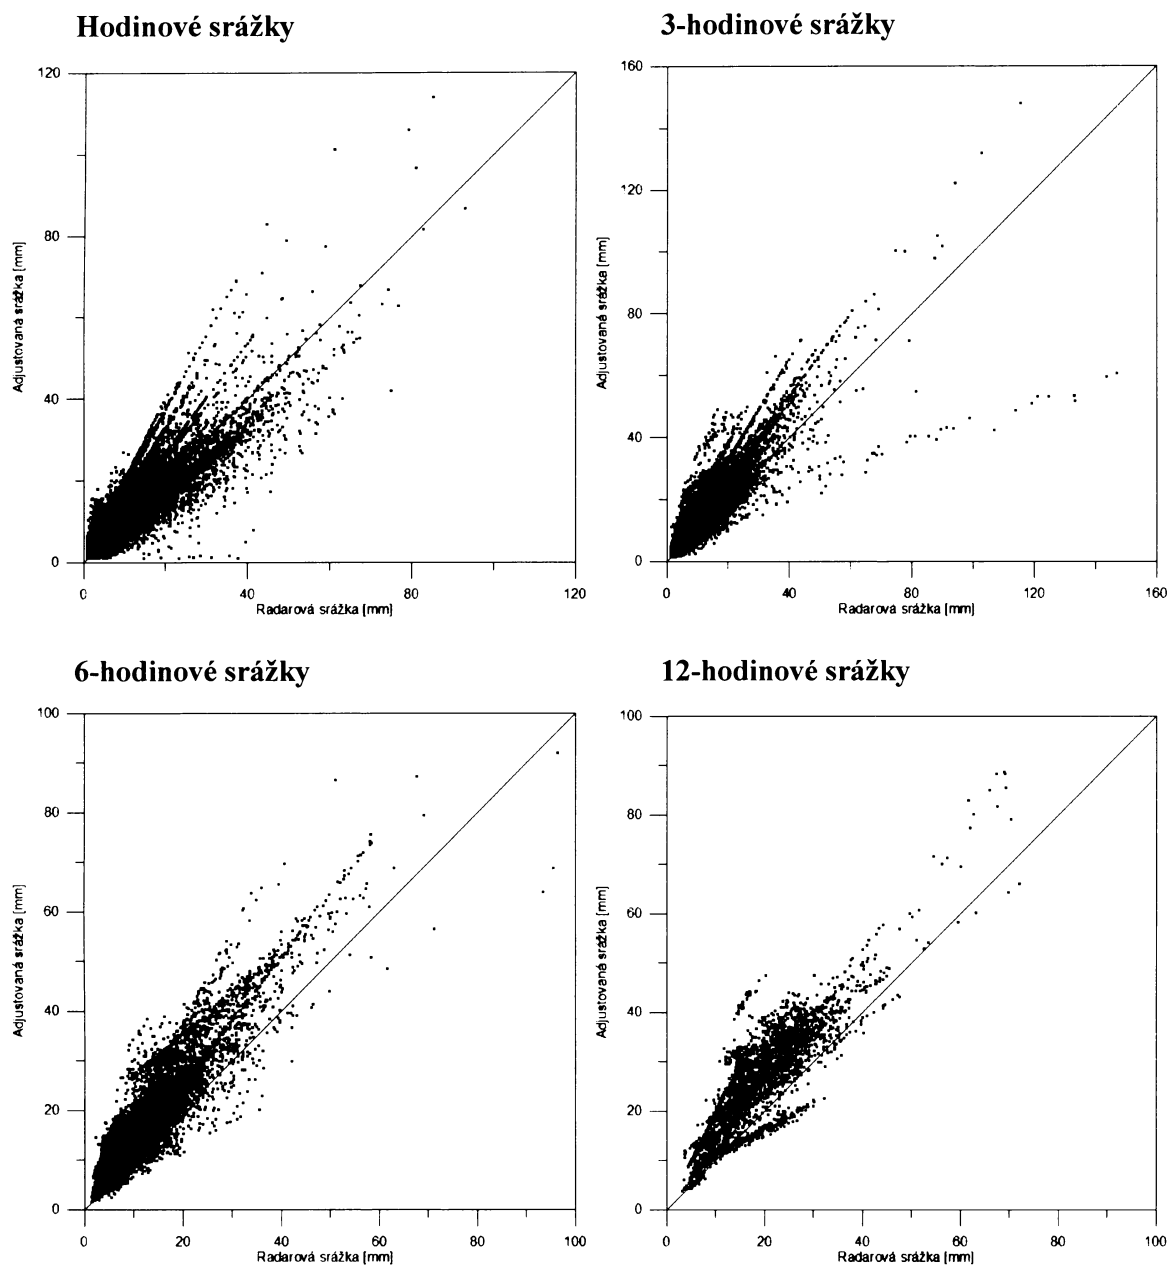 Hodinové srážky
3-hodinové srážky
120
80
40
0
Adjustovaná srážka [mm]
0 40 80 120
Radarová srážka [mm]
160
120
80
40
0
Adjustovaná srážka [mm]
0 40 80 120 160
Radarová srážka [mm]
6-hodinové srážky
12-hodinové srážky
100
80
60
40
20
0
Adjustovaná srážka [mm]
0 20 40 60 80 100
Radarová srážka [mm]
100
80
60
40
20
0
Adjustovaná srážka [mm]
0 20 40 60 80 100
Radarová srážka [mm]